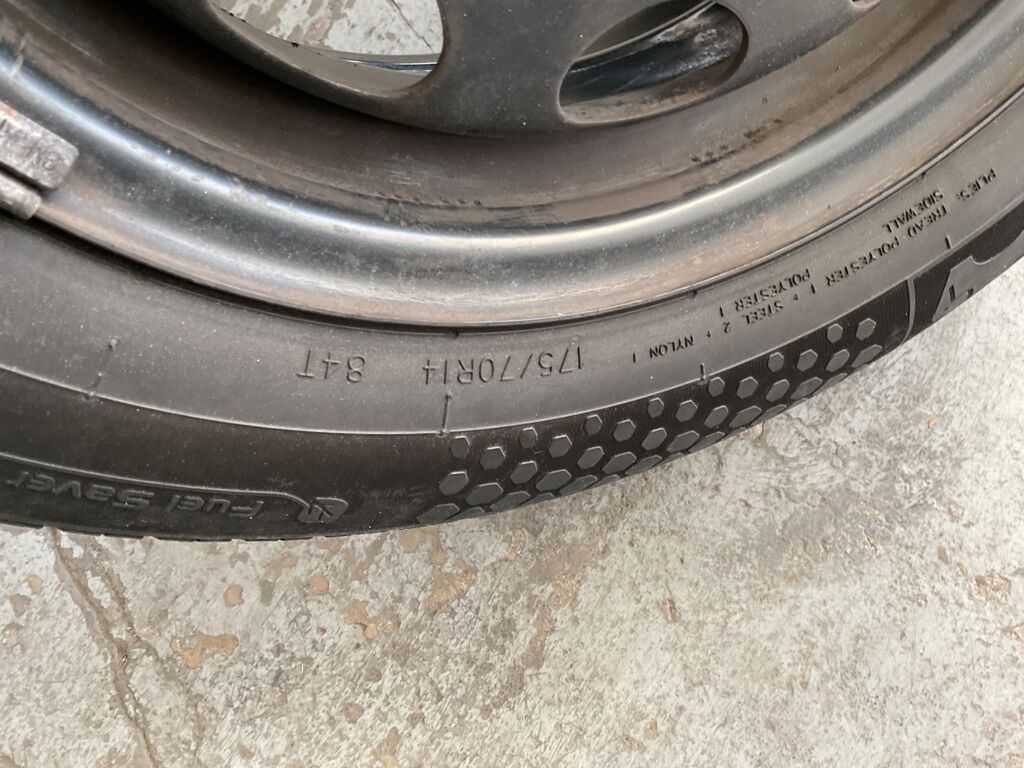 PLIES: TREAD POLYESTER 1 + STEEL 2 + NYLON 1
SIDEWALL POLYESTER 1
175/70R14 84T
Fuel Saver